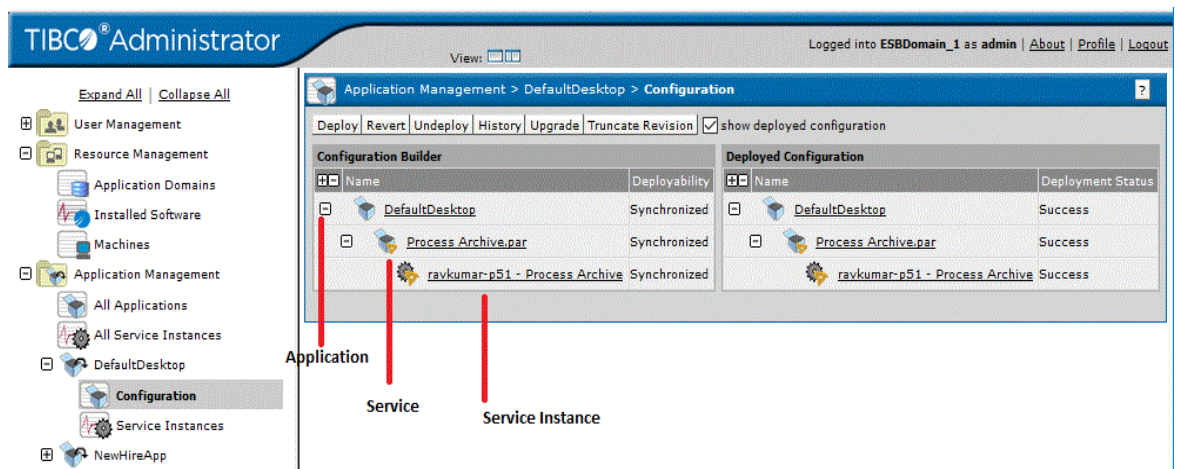 TIBCO®Administrator
View:
Logged into ESBDomain_1 as admin | About | Profile | Logout
Expand All | Collapse All
User Management
Resource Management
Application Domains
Installed Software
Machines
Application Management
All Applications
All Service Instances
DefaultDesktop
Configuration
Service Instances
NewHireApp
Application Management > DefaultDesktop > Configuration
?
Deploy Revert Undeploy History Upgrade Truncate Revision show deployed configuration
Configuration Builder
Name Deployability
DefaultDesktop Synchronized
Process Archive.par Synchronized
ravkumar-p51 - Process Archive Synchronized
Deployed Configuration
Name Deployment Status
DefaultDesktop Success
Process Archive.par Success
ravkumar-p51 - Process Archive Success
Application
Service
Service Instance